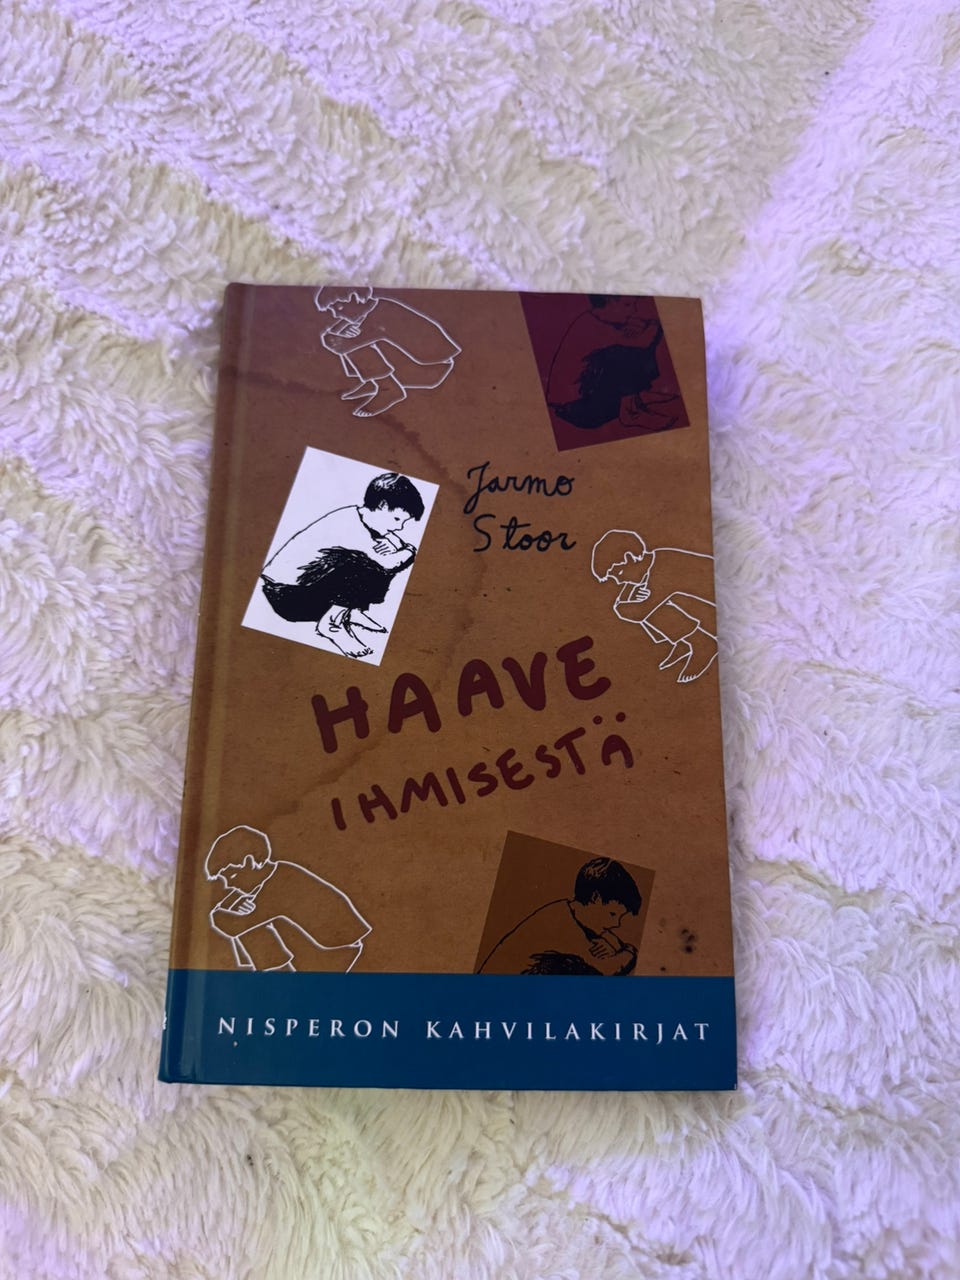 Jarmo
Stoor
HAAVE
IHMISESTÄ
NISPERON KAHVILAKIRJAT